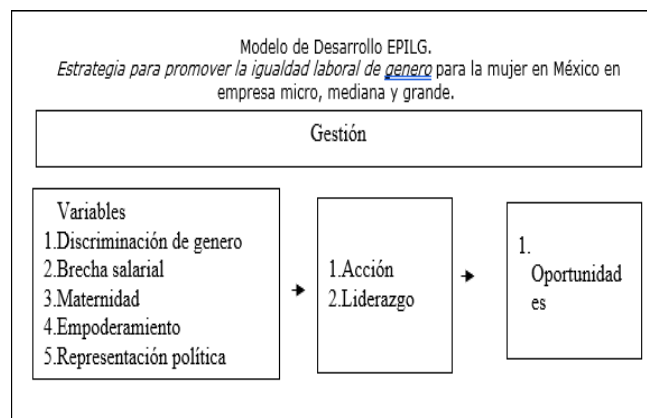 Modelo de Desarrollo EPILG.
Estrategia para promover la igualdad laboral de genero para la mujer en México en
empresa micro, mediana y grande.
Gestión
Variables
1.Discriminación de genero
2.Brecha salarial
3.Maternidad
4.Empoderamiento
5.Representación política
1.Acción
2.Liderazgo
1.
Oportunidad
es